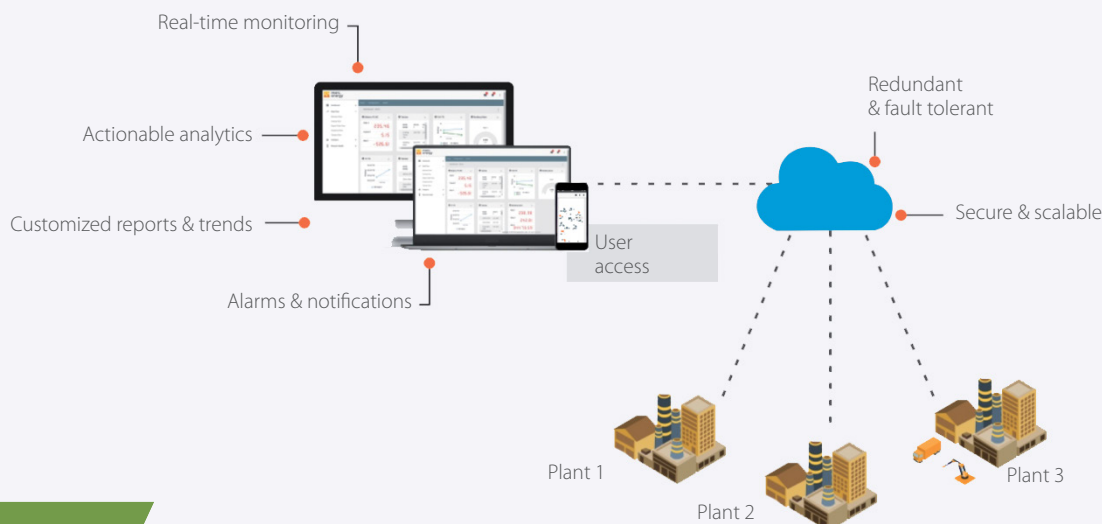 Real-time monitoring
Redundant
& fault tolerant
Actionable analytics
Customized reports & trends
Secure & scalable
User
access
Alarms & notifications
Plant 1
Plant 3
Plant 2